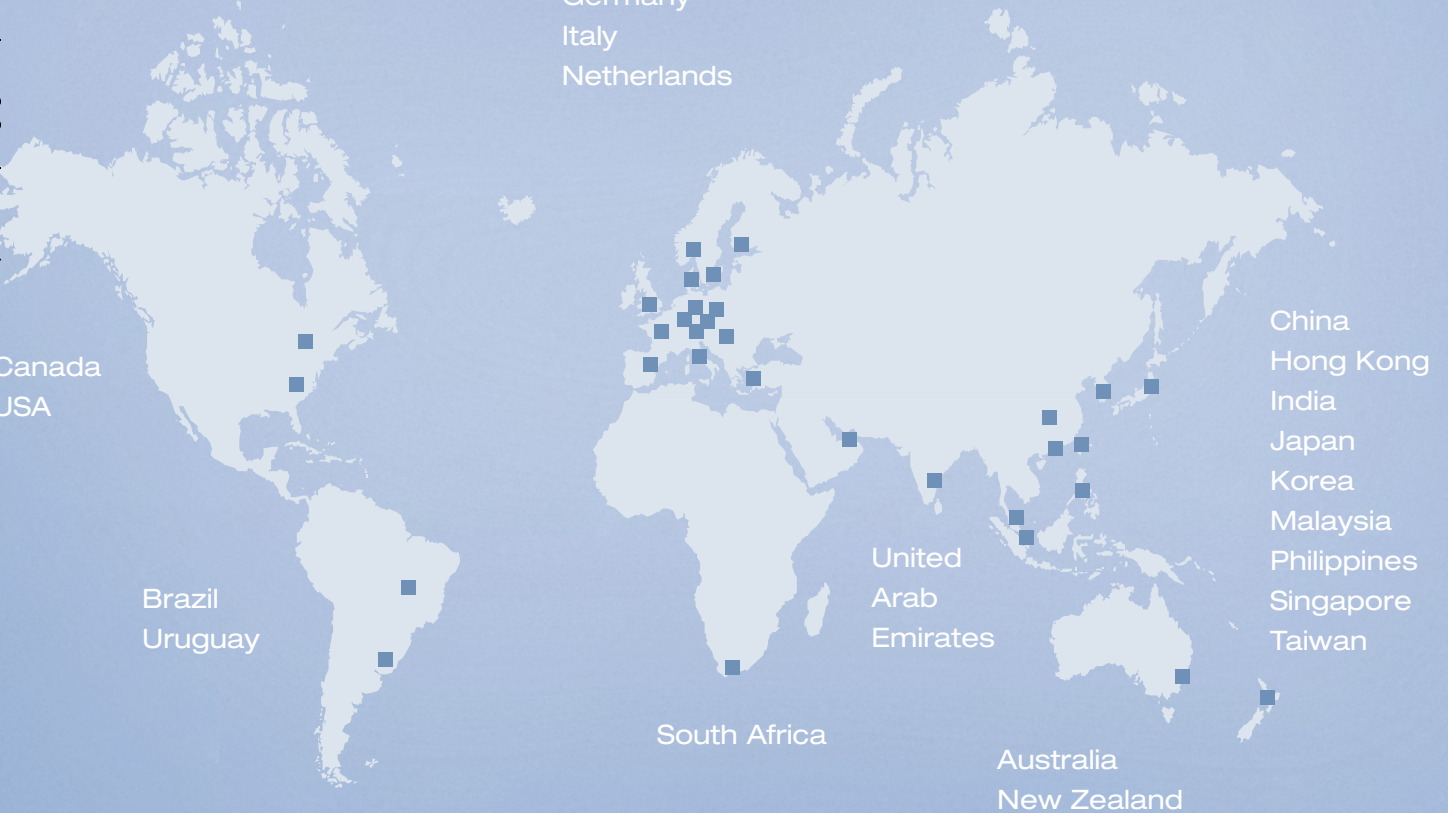 Germany
Italy
Netherlands
Canada
USA
Brazil
Uruguay
South Africa
United
Arab
Emirates
Australia
New Zealand
China
Hong Kong
India
Japan
Korea
Malaysia
Philippines
Singapore
Taiwan